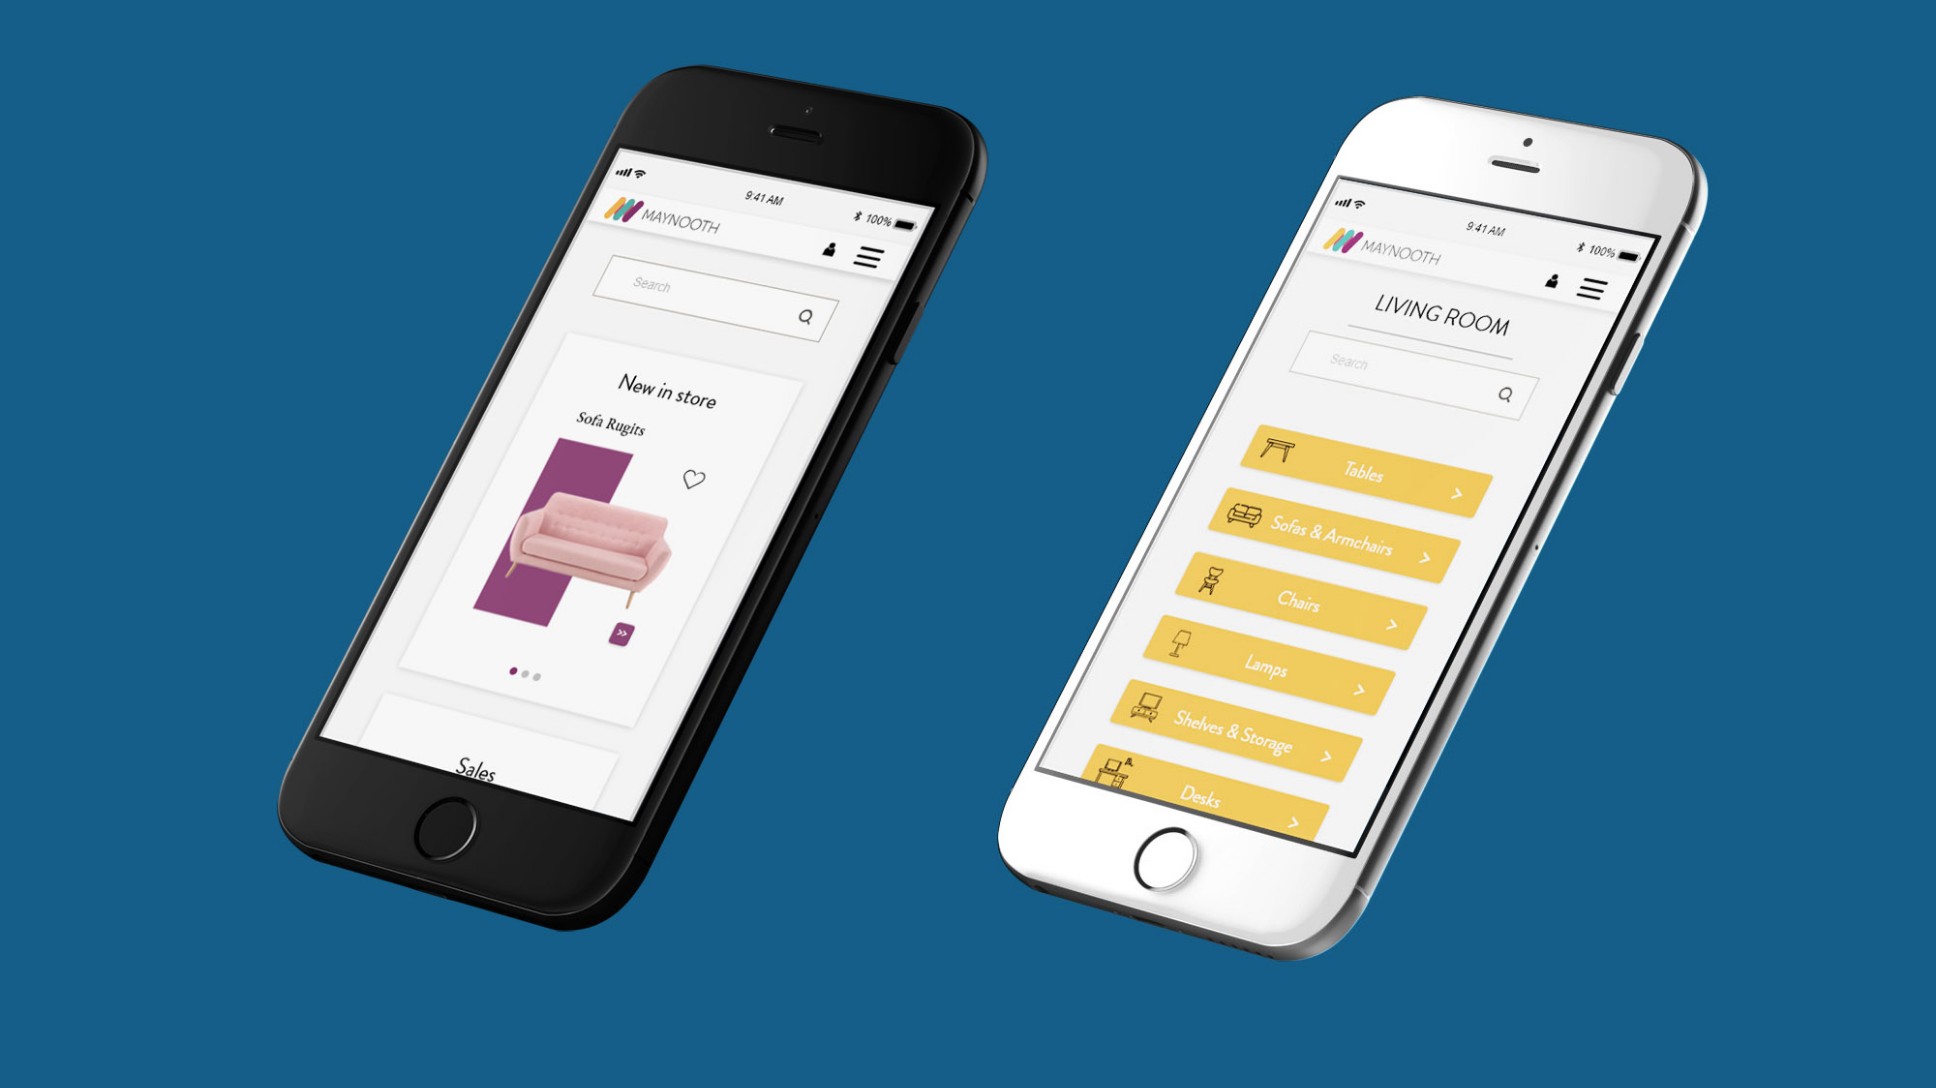 9:41 AM
100%
MAYNOOTH
Search
New in store
Sofa Rugits
Sales
9:41 AM
100%
MAYNOOTH
LIVING ROOM
Search
Tables
Sofas & Armchairs
Chairs
Lamps
Shelves & Storage
Desks